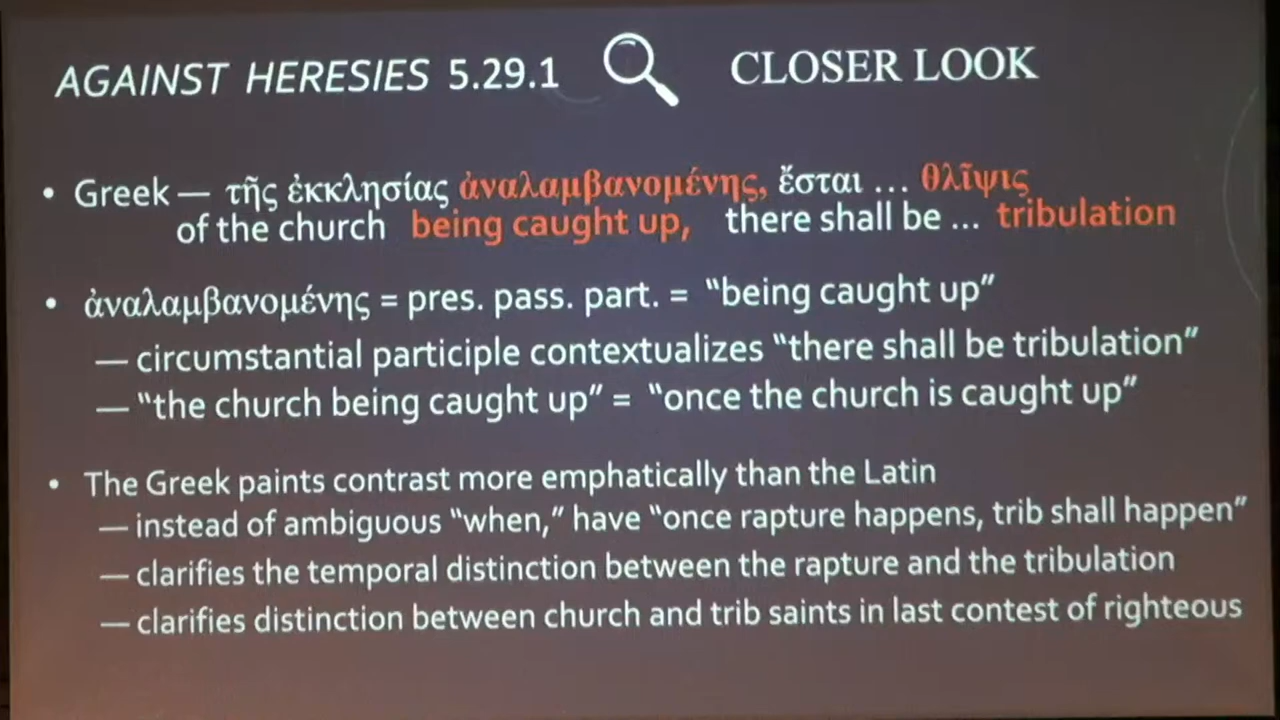 AGAINST HERESIES 5.29.1 CLOSER LOOK
• Greek — τῆς ἐκκλησίας ἀναλαμβανομένης, ἔσται … θλῖψις
of the church being caught up, there shall be … tribulation
• ἀναλαμβανομένης = pres. pass. part. = “being caught up”
— circumstantial participle contextualizes “there shall be tribulation”
— “the church being caught up” = “once the church is caught up”
• The Greek paints contrast more emphatically than the Latin
— instead of ambiguous “when,” have “once rapture happens, trib shall happen”
— clarifies the temporal distinction between the rapture and the tribulation
— clarifies distinction between church and trib saints in last contest of righteous